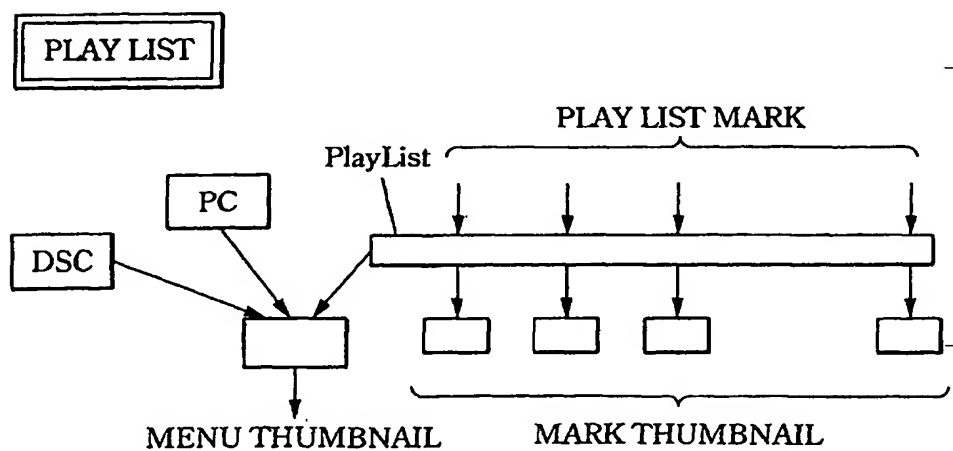 PLAY LIST
PLAY LIST MARK
PlayList
PC
DSC
MENU THUMBNAIL
MARK THUMBNAIL